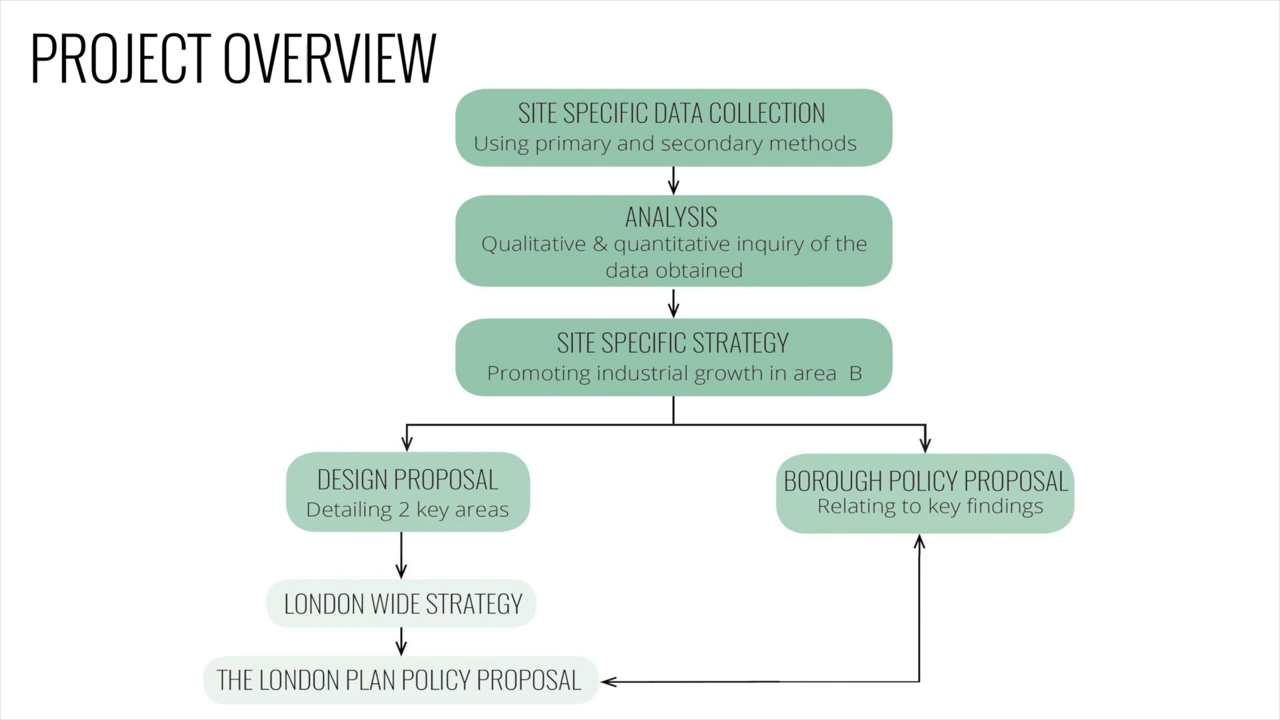 PROJECT OVERVIEW
SITE SPECIFIC DATA COLLECTION
Using primary and secondary methods
ANALYSIS
Qualitative & quantitative inquiry of the
data obtained
SITE SPECIFIC STRATEGY
Promoting industrial growth in area B
DESIGN PROPOSAL
Detailing 2 key areas
BOROUGH POLICY PROPOSAL
Relating to key findings
LONDON WIDE STRATEGY
THE LONDON PLAN POLICY PROPOSAL